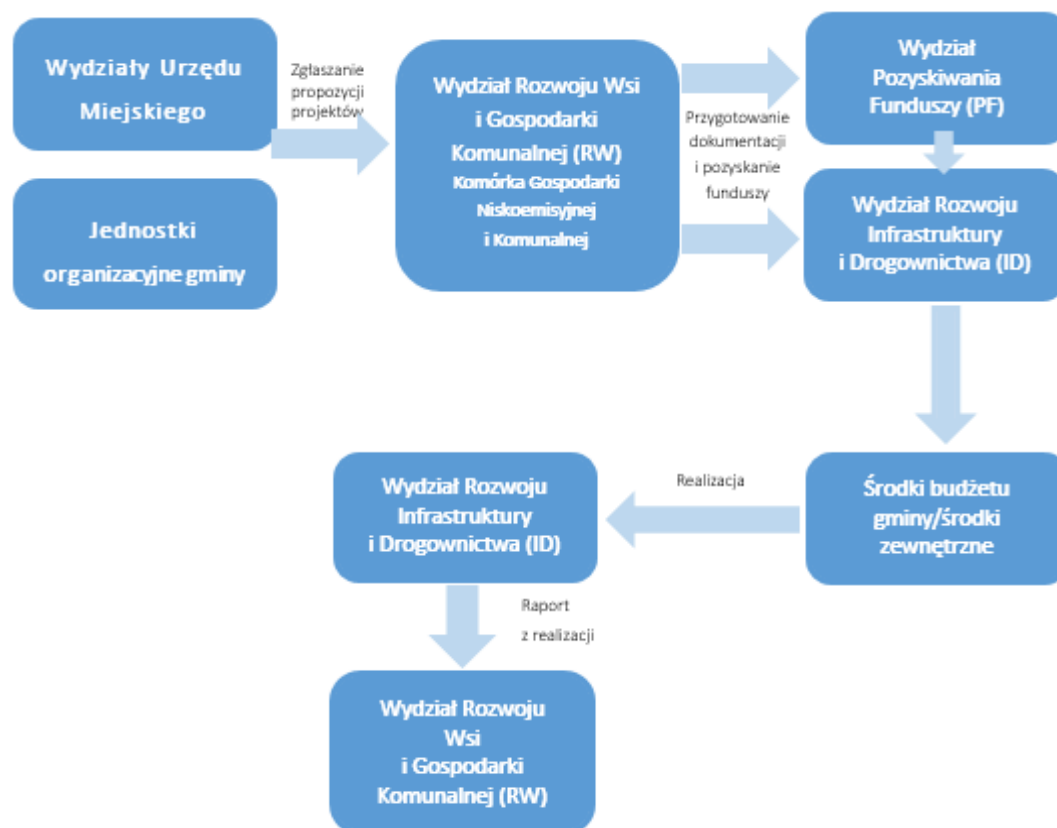 Wydziały Urzędu
Miejskiego
Zgłaszanie
propozycji
projektów
Jednostki
organizacyjne gminy
Wydział Rozwoju Wsi
i Gospodarki
Komunalnej (RW)
Komórka Gospodarki
Niskoemisyjnej
i Komunalnej
Przygotowanie
dokumentacji
i pozyskanie
funduszy
Wydział
Pozyskiwania
Funduszy (PF)
Wydział Rozwoju
Infrastruktury
i Drogownictwa (ID)
Środki budżetu
gminy/środki
zewnętrzne
Realizacja
Wydział Rozwoju
Infrastruktury
i Drogownictwa (ID)
Raport
z realizacji
Wydział Rozwoju
Wsi
i Gospodarki
Komunalnej (RW)